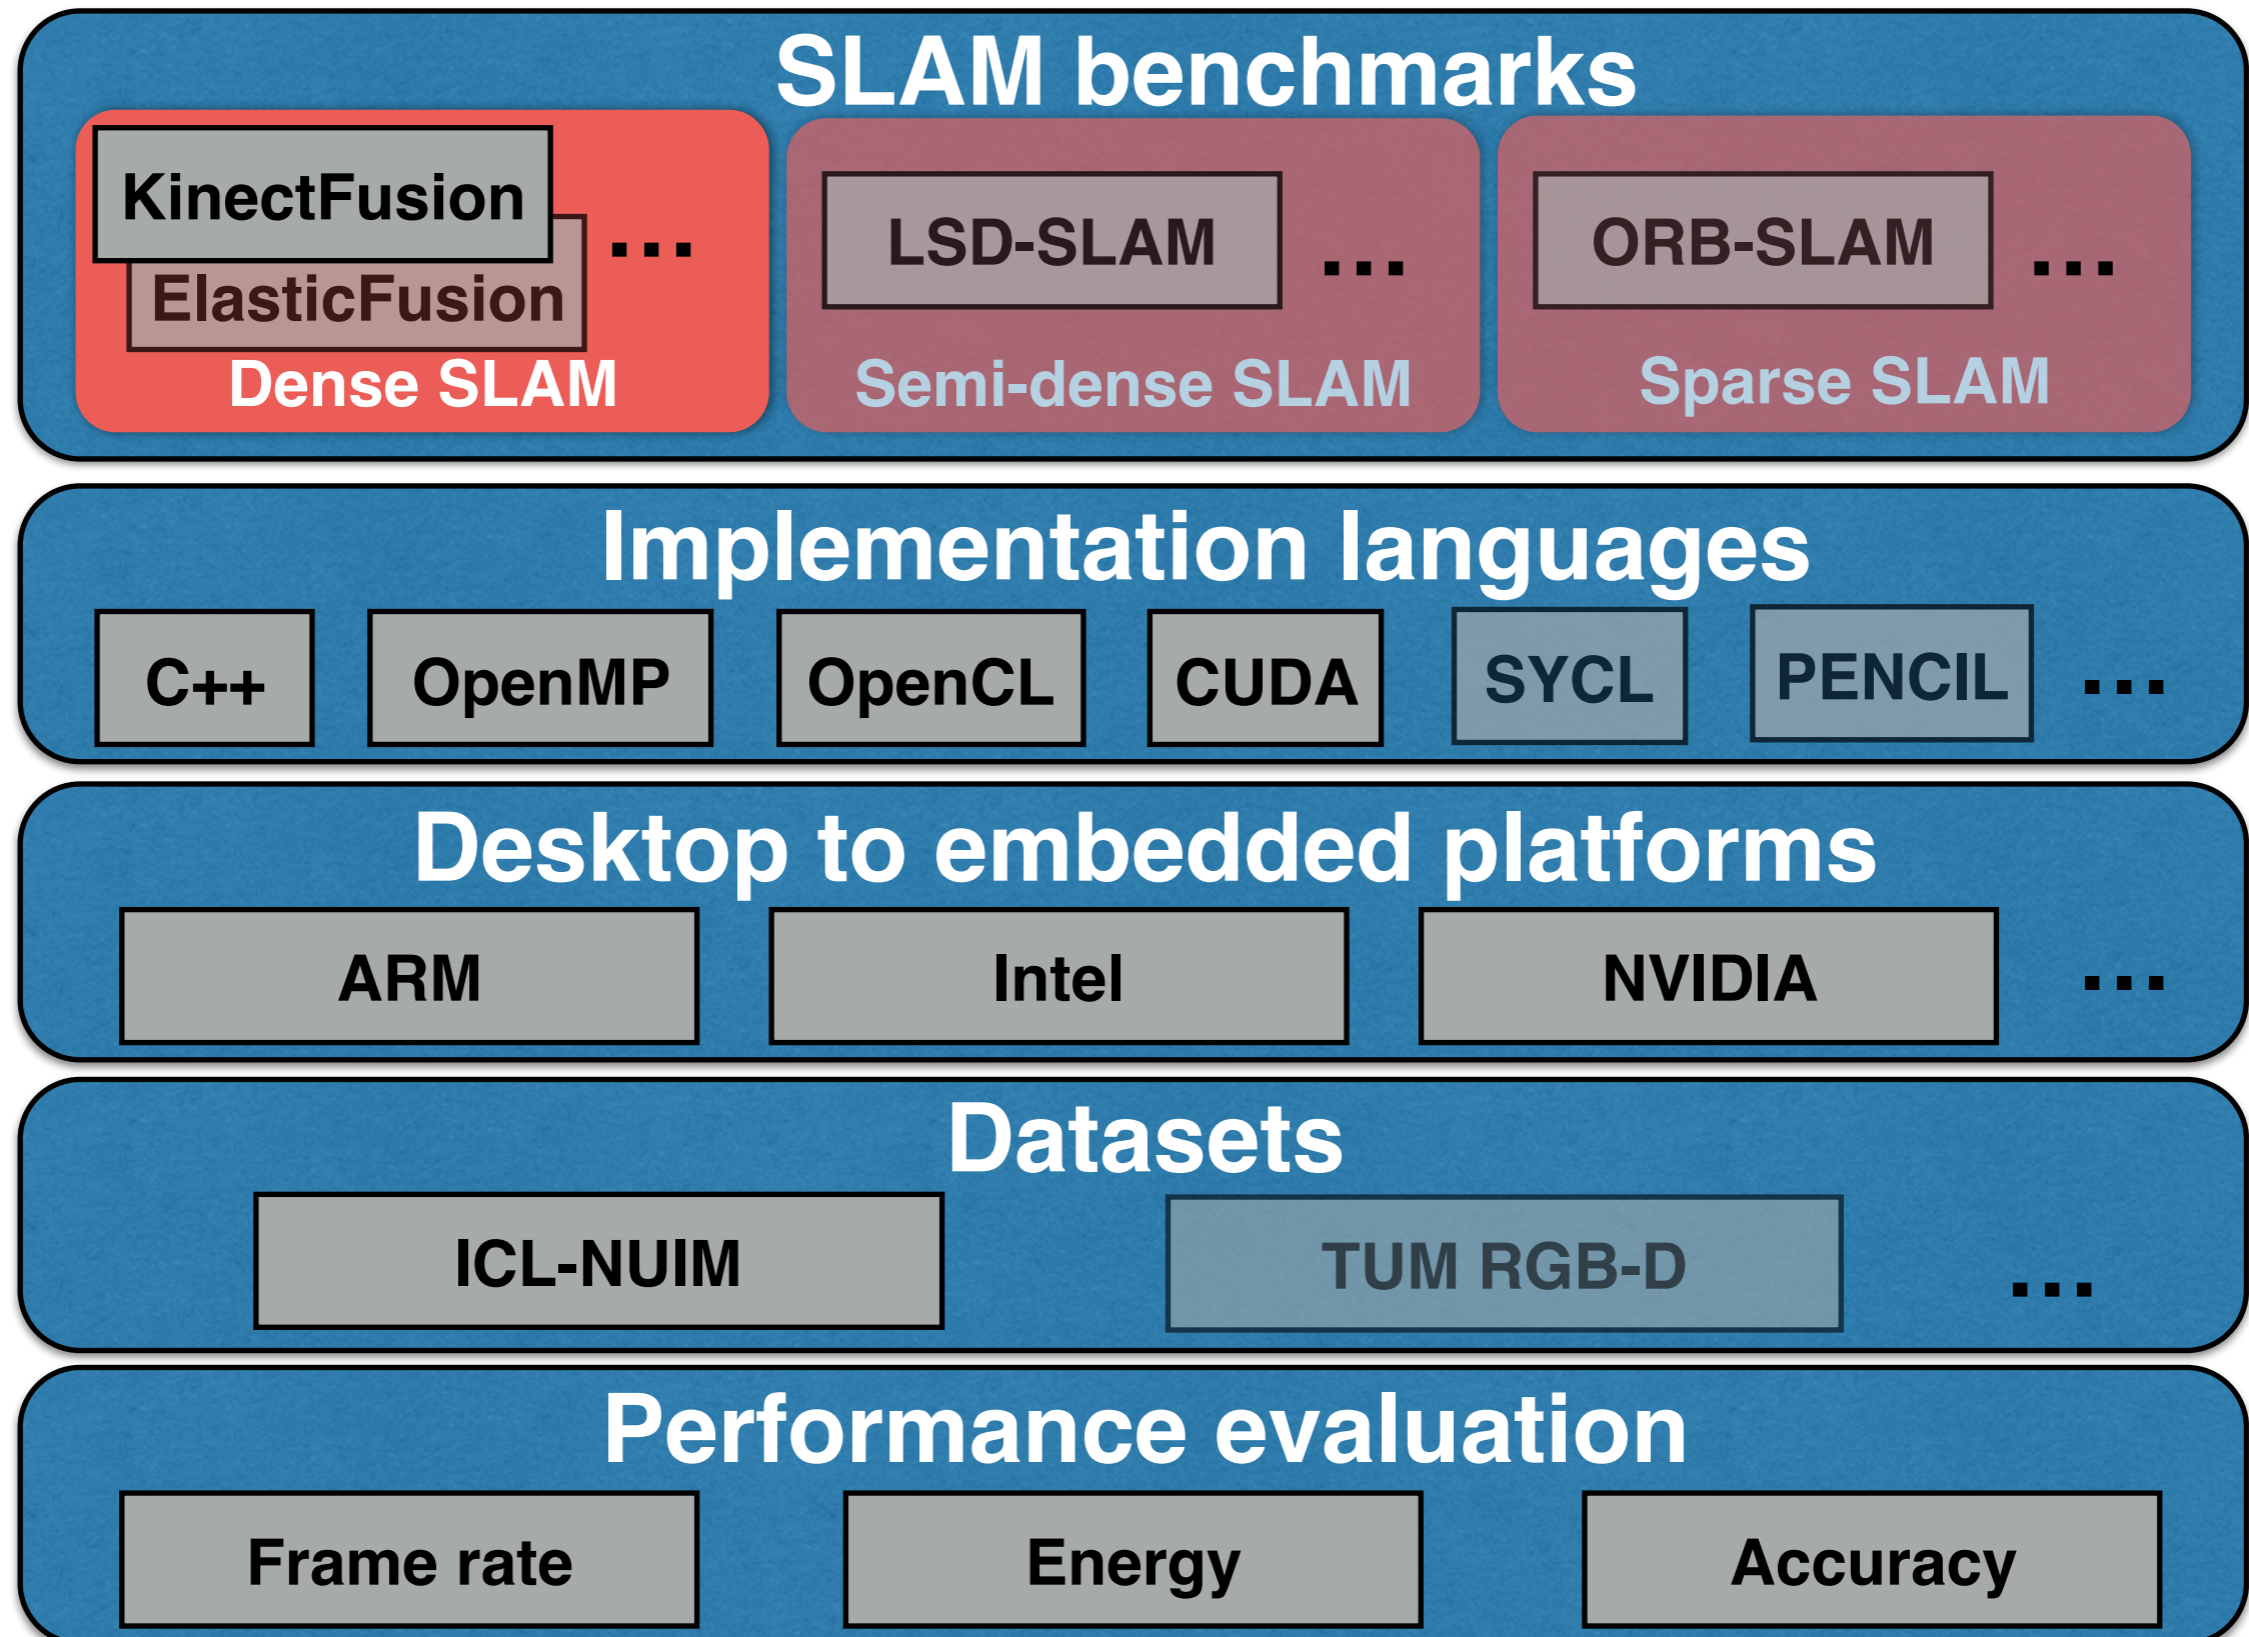 SLAM benchmarks
KinectFusion
ElasticFusion
...
Dense SLAM
LSD-SLAM
...
Semi-dense SLAM
ORB-SLAM
...
Sparse SLAM
Implementation languages
C++ OpenMP OpenCL CUDA SYCL PENCIL ...
Desktop to embedded platforms
ARM Intel NVIDIA ...
Datasets
ICL-NUIM TUM RGB-D ...
Performance evaluation
Frame rate Energy Accuracy